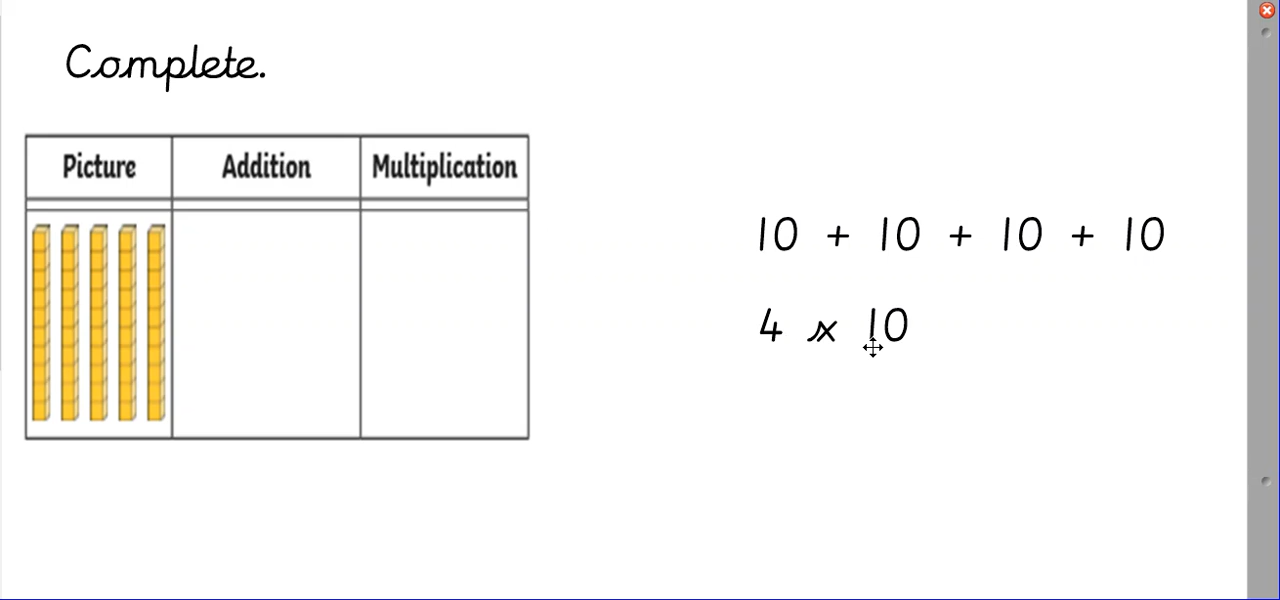 Complete.
Picture Addition Multiplication
10 + 10 + 10 + 10
4 x 10